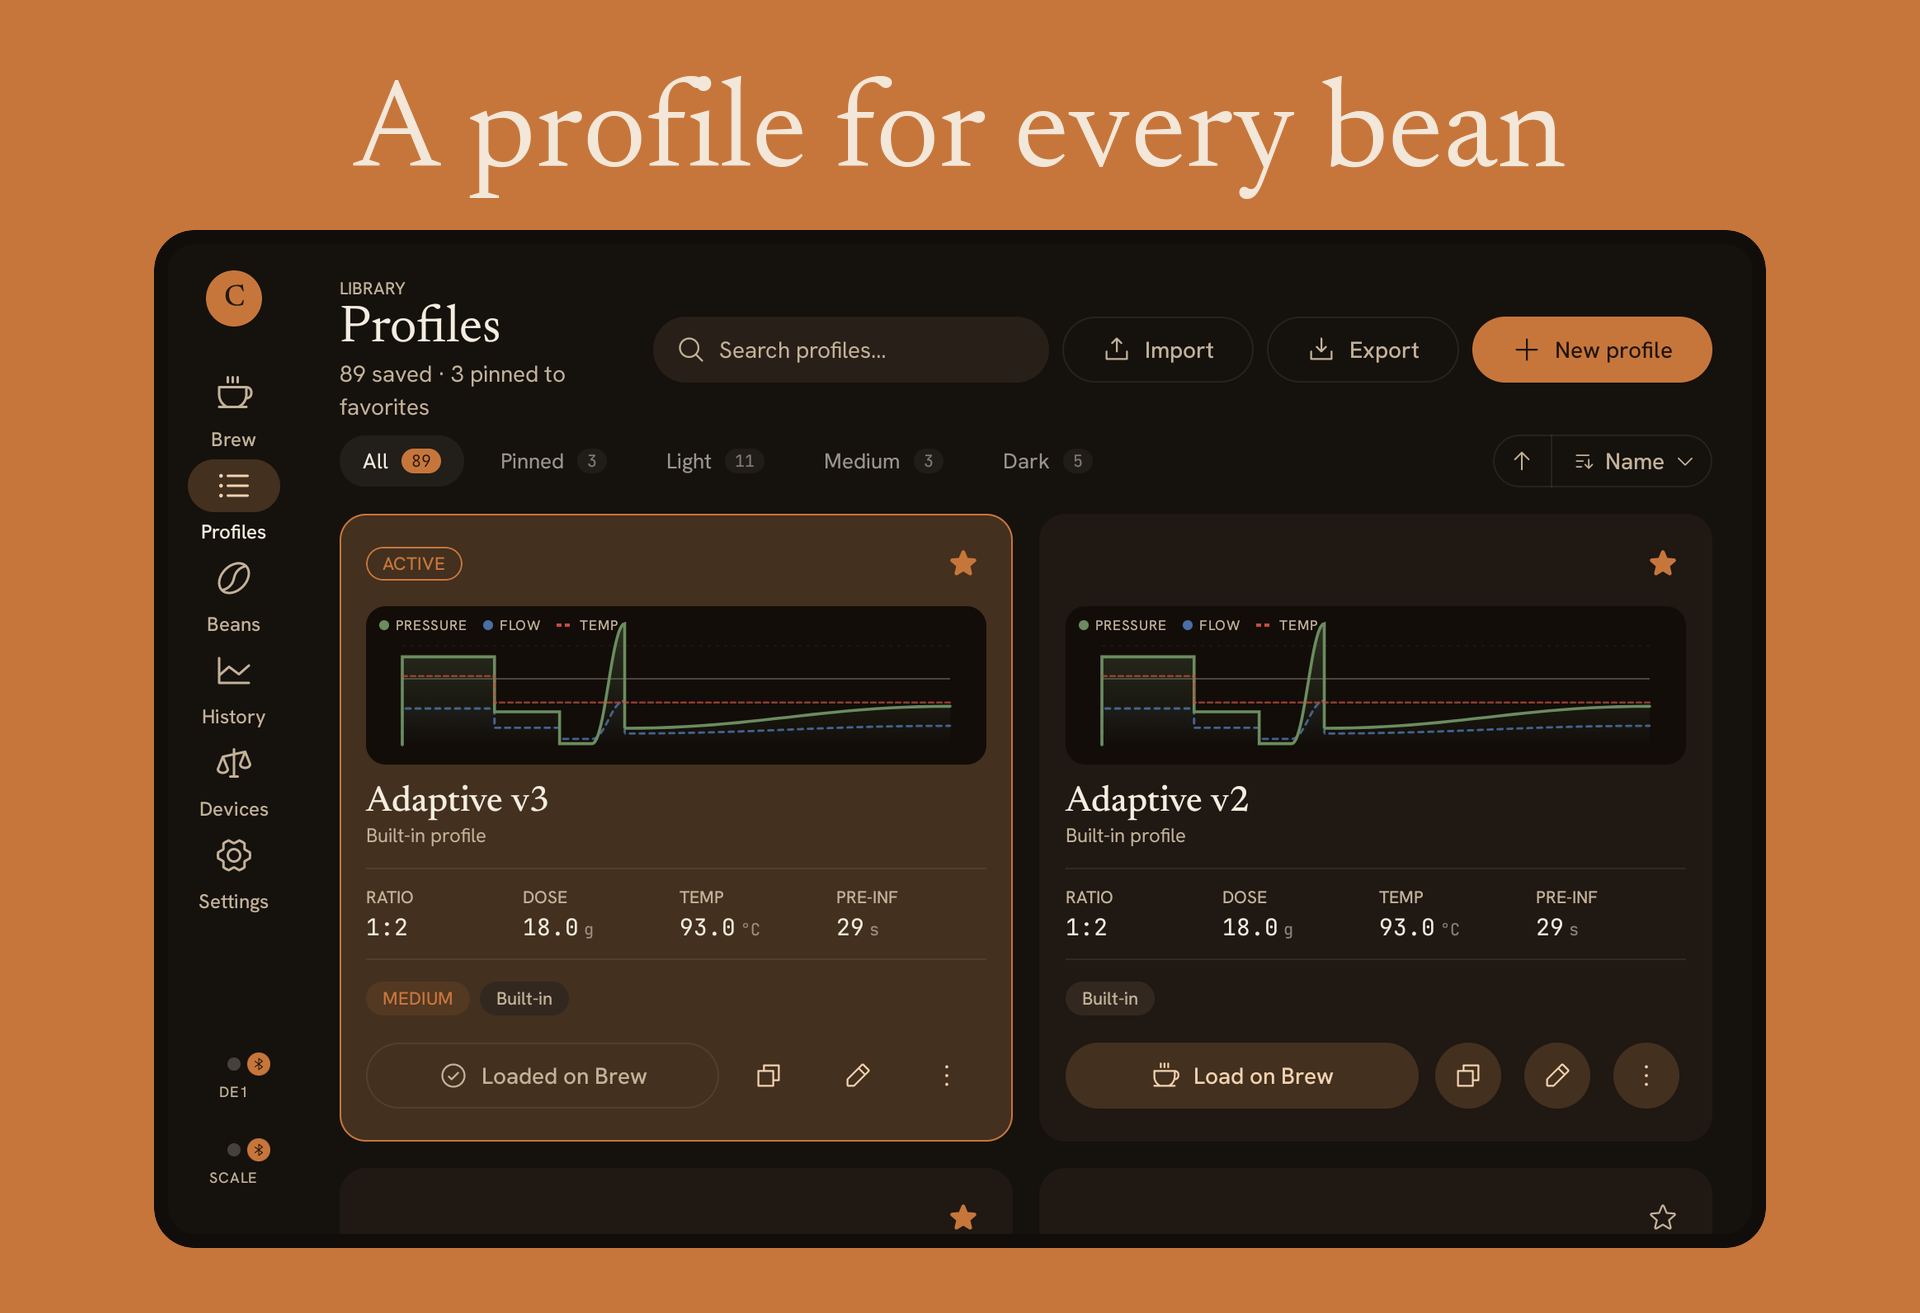 A profile for every bean
C
Brew
Profiles
Beans
History
Devices
Settings
DE1
SCALE
LIBRARY
Profiles
89 saved · 3 pinned to
favorites
Search profiles...
Import
Export
New profile
All 89
Pinned 3
Light 11
Medium 3
Dark 5
Name
ACTIVE
PRESSURE FLOW TEMP
Adaptive v3
Built-in profile
RATIO DOSE TEMP PRE-INF
1:2 18.0 g 93.0 °C 29 s
MEDIUM Built-in
Loaded on Brew
PRESSURE FLOW TEMP
Adaptive v2
Built-in profile
RATIO DOSE TEMP PRE-INF
1:2 18.0 g 93.0 °C 29 s
Built-in
Load on Brew